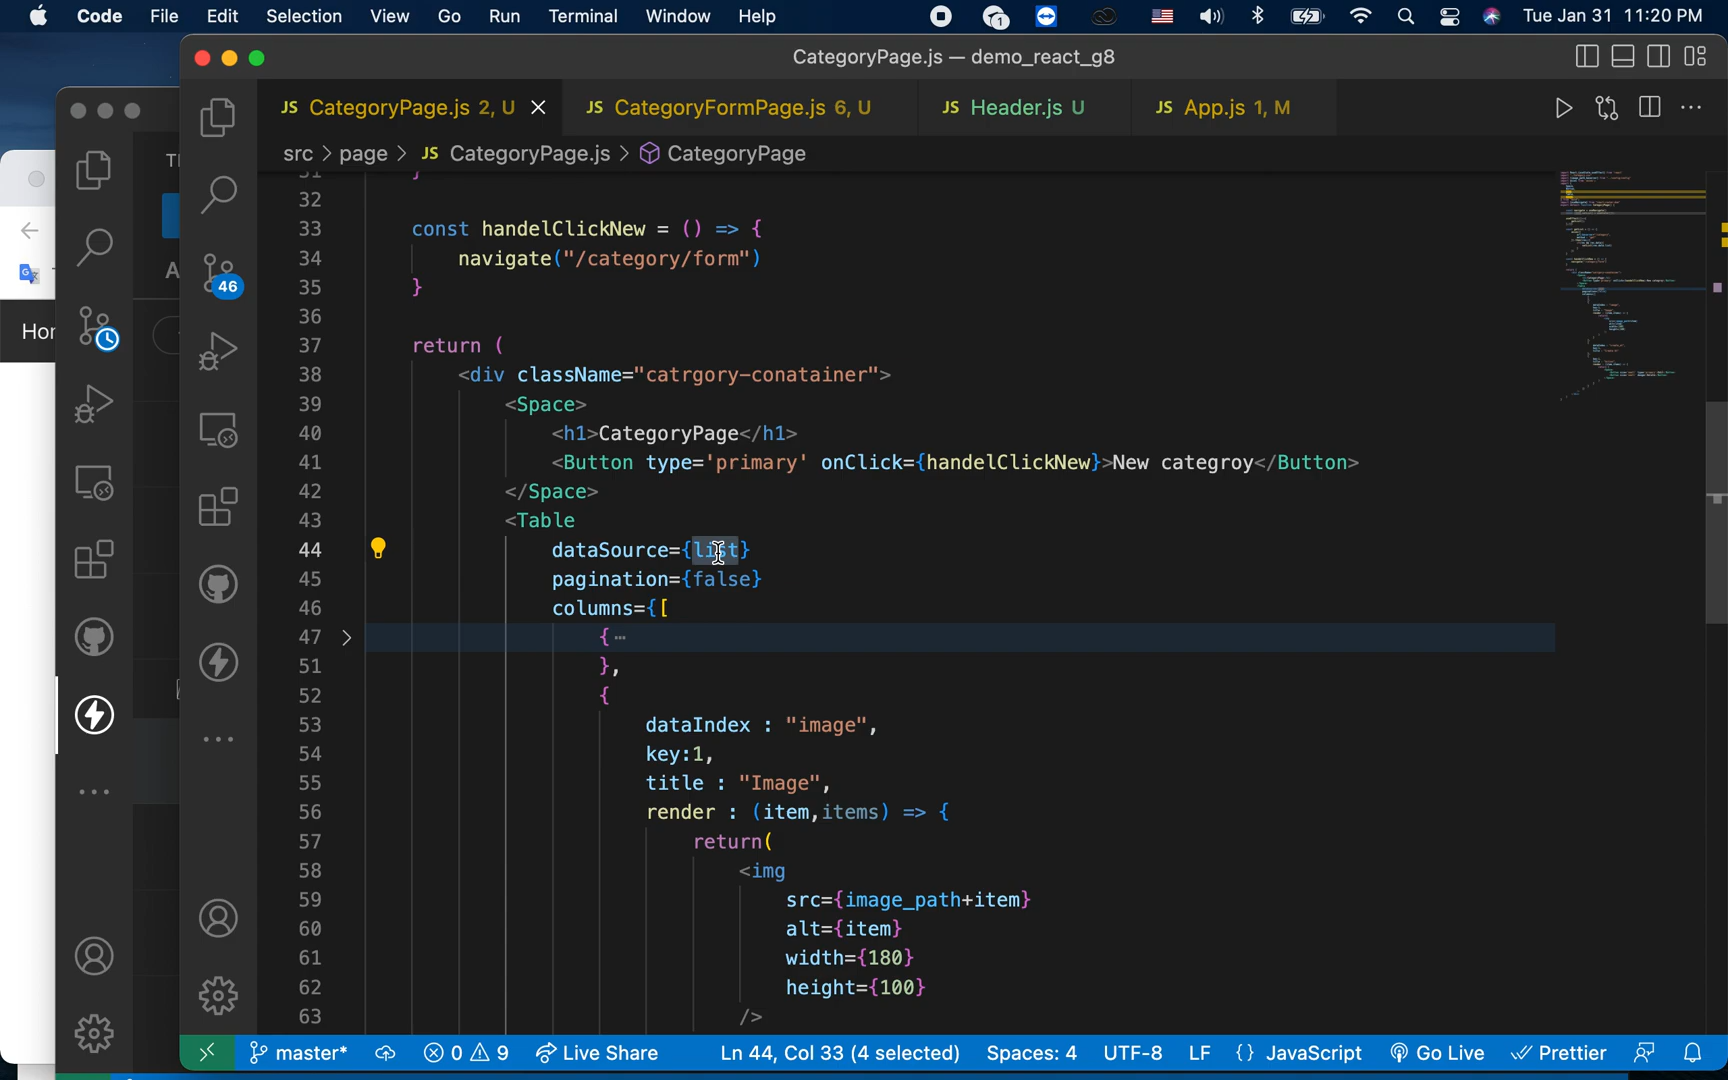 Code File Edit Selection View Go Run Terminal Window Help 1 Tue Jan 31 11:20 PM
CategoryPage.js — demo_react_g8
JS CategoryPage.js 2, U JS CategoryFormPage.js 6, U JS Header.js U JS App.js 1, M
src > page > JS CategoryPage.js > CategoryPage
31 }
32
33 const handelClickNew = () => {
34 navigate("/category/form")
35 }
36
37 return (
38 <div className="catrgory-conatainer">
39 <Space>
40 <h1>CategoryPage</h1>
41 <Button type='primary' onClick={handelClickNew}>New categroy</Button>
42 </Space>
43 <Table
44 dataSource={list}
45 pagination={false}
46 columns={[
47 { ⋯
51 },
52 {
53 dataIndex : "image",
54 key:1,
55 title : "Image",
56 render : (item,items) => {
57 return(
58 <img
59 src={image_path+item}
60 alt={item}
61 width={180}
62 height={100}
63 />
46
Hor
master* 0 9 Live Share Ln 44, Col 33 (4 selected) Spaces: 4 UTF-8 LF {} JavaScript Go Live Prettier